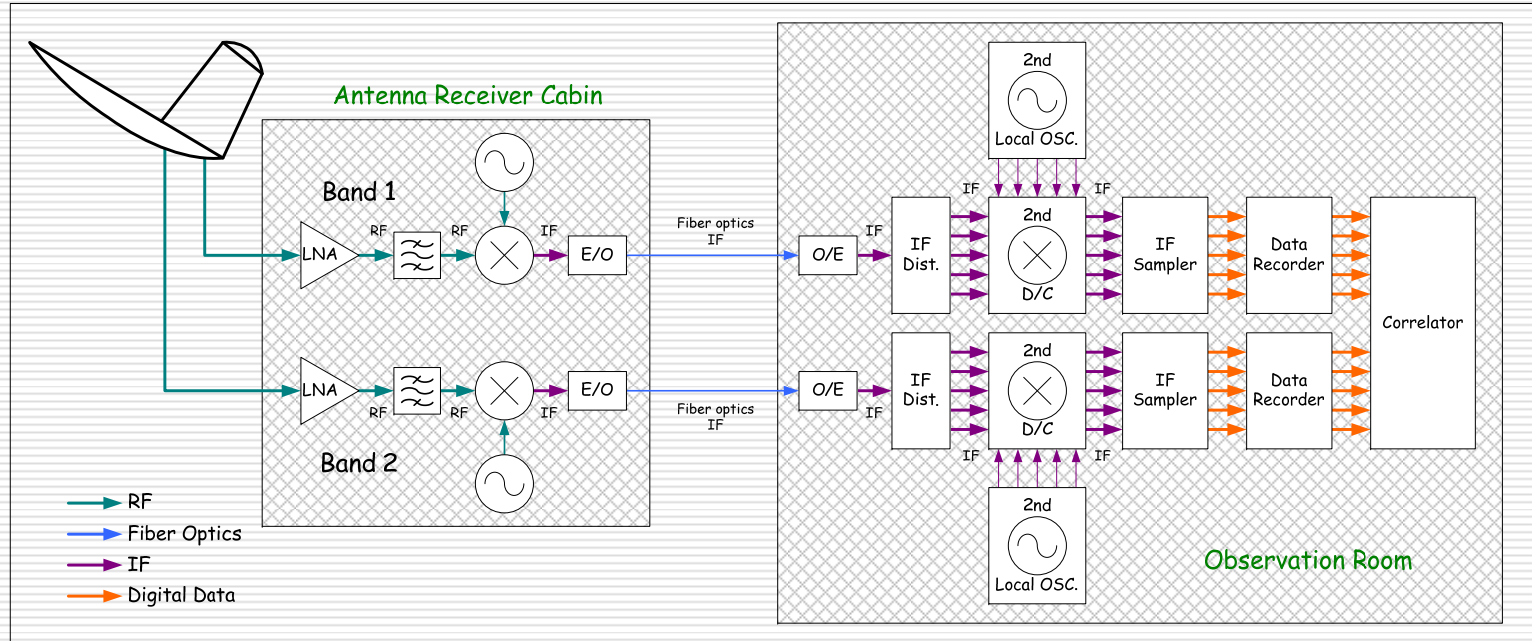 Antenna Receiver Cabin
Band 1
LNA
RF
RF
IF
E/O
Fiber optics
IF
LNA
RF
RF
IF
E/O
Fiber optics
IF
Band 2
RF
Fiber Optics
IF
Digital Data
2nd
Local OSC.
O/E
IF
IF
Dist.
IF
IF
2nd
D/C
IF
Sampler
Data
Recorder
Correlator
O/E
IF
IF
Dist.
2nd
D/C
IF
IF
IF
Sampler
Data
Recorder
2nd
Local OSC.
Observation Room